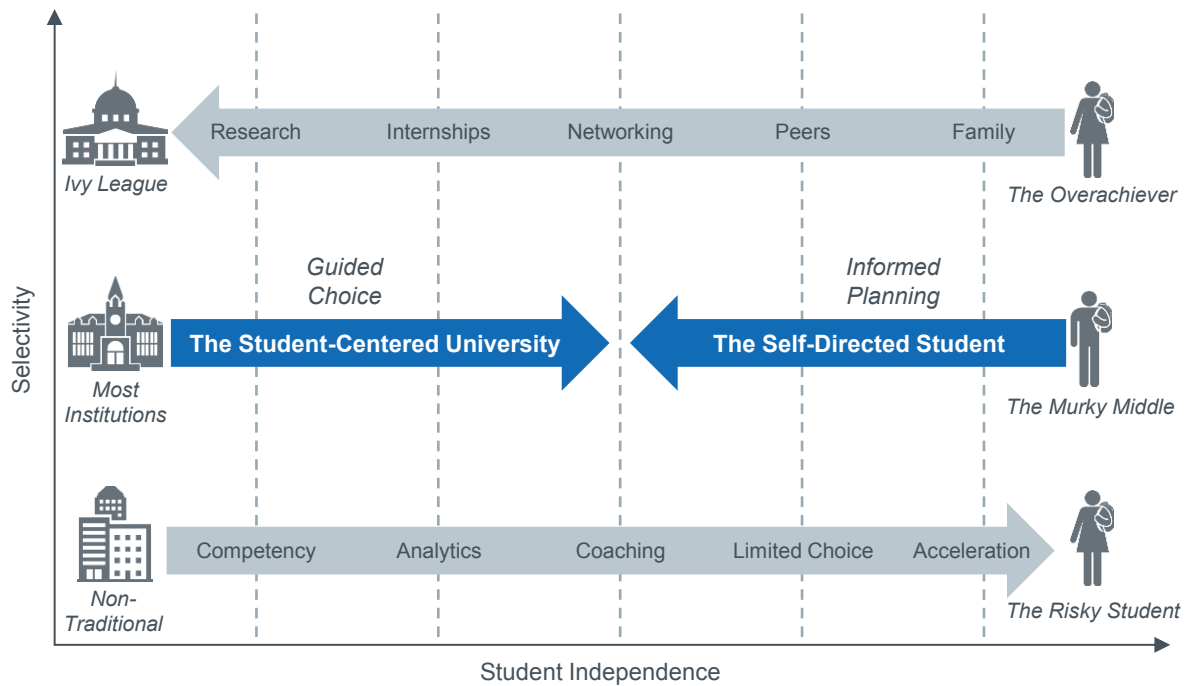 Research Internships Networking Peers Family
Ivy League
The Overachiever
Guided
Choice
Informed
Planning
Selectivity
The Student-Centered University
The Self-Directed Student
Most
Institutions
The Murky Middle
Competency Analytics Coaching Limited Choice Acceleration
Non-
Traditional
The Risky Student
Student Independence